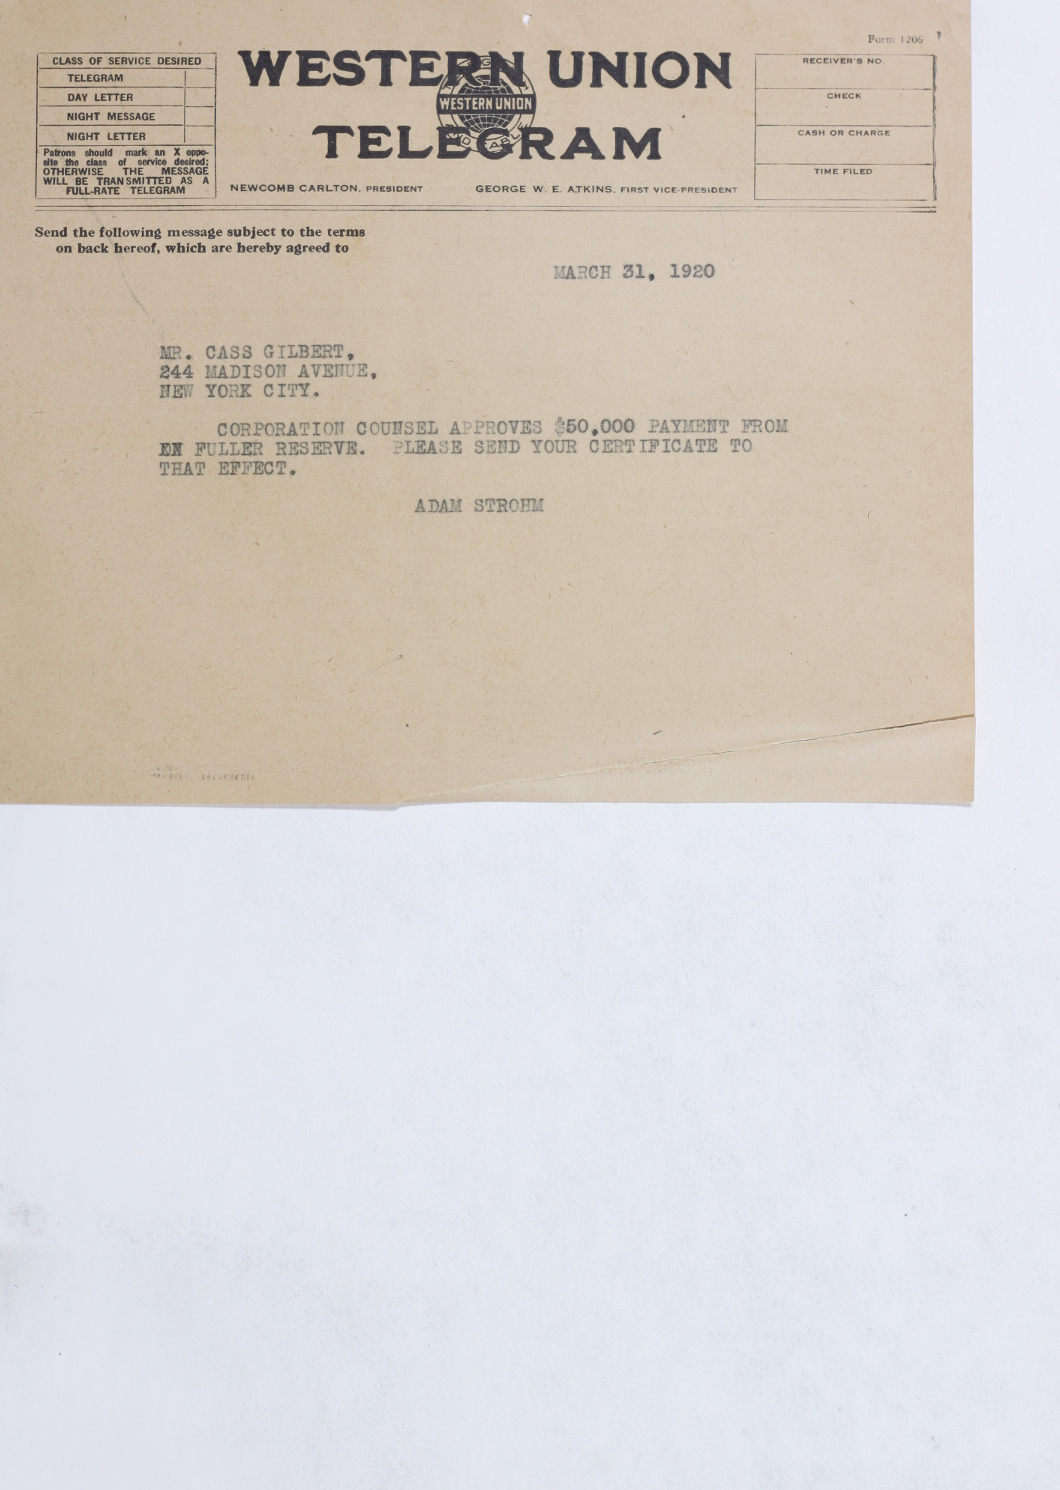 Form 1206
CLASS OF SERVICE DESIRED
TELEGRAM
DAY LETTER
NIGHT MESSAGE
NIGHT LETTER
Patrons should mark an X oppo-
site the class of service desired;
OTHERWISE THE MESSAGE
WILL BE TRANSMITTED AS A
FULL-RATE TELEGRAM
WESTERN UNION
WESTERN UNION
TELEGRAM
NEWCOMB CARLTON, PRESIDENT
GEORGE W. E. ATKINS, FIRST VICE-PRESIDENT
RECEIVER'S NO.
CHECK
CASH OR CHARGE
TIME FILED
Send the following message subject to the terms
on back hereof, which are hereby agreed to
MARCH 31, 1920
MR. CASS GILBERT,
244 MADISON AVENUE,
NEW YORK CITY.
CORPORATION COUNSEL APPROVES $50,000 PAYMENT FROM
FULLER RESERVE. PLEASE SEND YOUR CERTIFICATE TO
THAT EFFECT.
ADAM STROHM